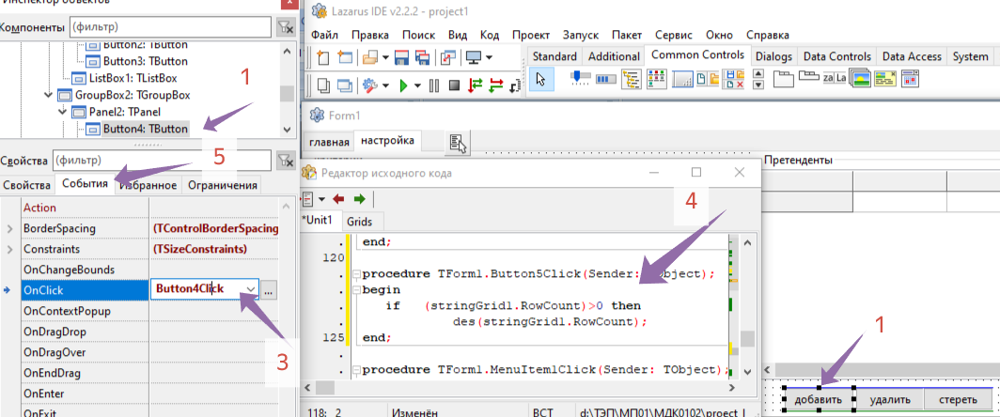 Инспектор объектов
Компоненты (фильтр)
Button2: TButton
Button3: TButton
ListBox1: TListBox
GroupBox2: TGroupBox
Panel2: TPanel
Button4: TButton
1
Свойства (фильтр)
5
Свойства События Избранное Ограничения
Action
BorderSpacing (TControlBorderSpacing
Constraints (TSizeConstraints)
OnChangeBounds
OnClick Button4Click ...
OnContextPopup
OnDragDrop
OnDragOver
OnEndDrag
OnEnter
OnExit
3
Lazarus IDE v2.2.2 - project1
Файл Правка Поиск Вид Код Проект Запуск Пакет Сервис Окно Справка
Standard Additional Common Controls Dialogs Data Controls Data Access System
Form1
главная настройка
Претенденты
Редактор исходного кода
4
*Unit1 Grids
end;
120
procedure TForm1.Button5Click(Sender: TObject);
begin
if (stringGrid1.RowCount)>0 then
des(stringGrid1.RowCount);
125 end;
procedure TForm1.MenuItem1Click(Sender: TObject);
118: 2 Изменён ВСТ d:\ТЭП\МП01\МДК0102\proect_l
1
добавить удалить стереть